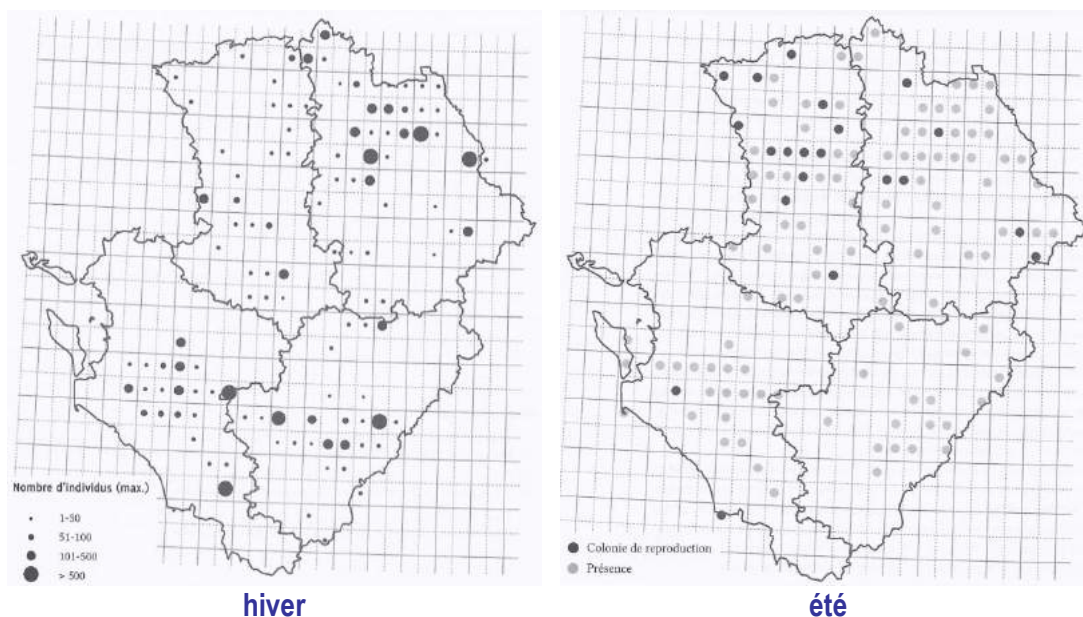 Nombre d'individus (max.)
1-50
51-100
101-500
> 500
Colonie de reproduction
Présence
hiver
été